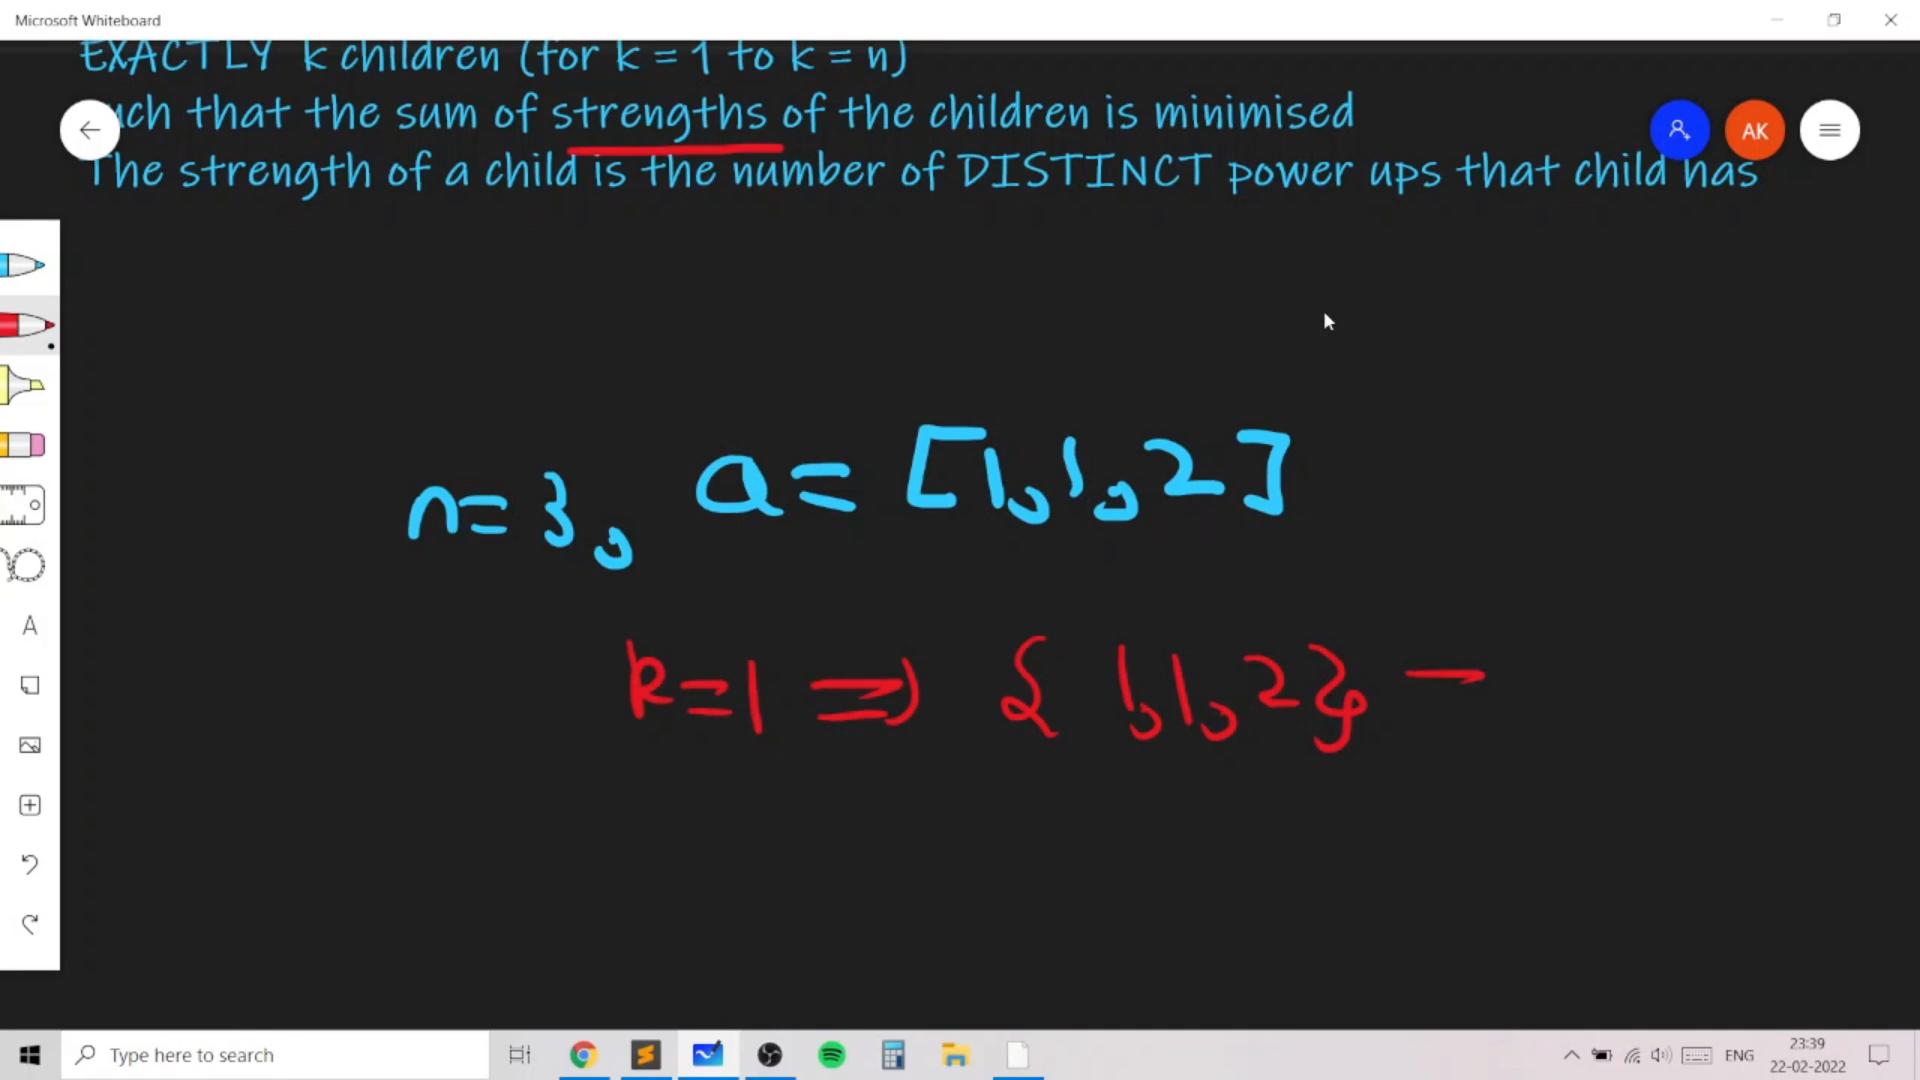 Microsoft Whiteboard
EXACTLY k children (for k = 1 to k = n)
uch that the sum of strengths of the children is minimised
The strength of a child is the number of DISTINCT power ups that child has
AK
n=3, a=[1,1,2]
k=1 ⇒ {1,1,2} –
A
Type here to search
ENG
23:39
22-02-2022